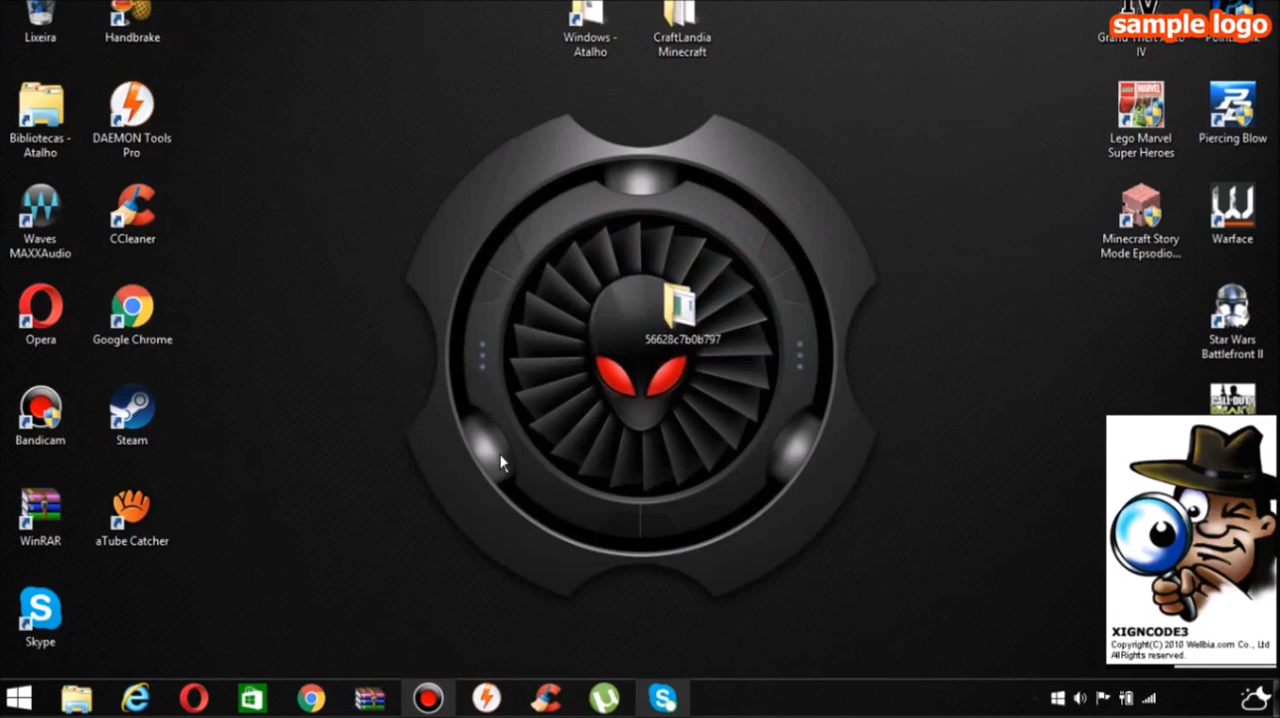 sample logo
Lixeira
Handbrake
Windows -
Atalho
CraftLandia
Minecraft
IV
IV
Bibliotecas -
Atalho
DAEMON Tools
Pro
Lego Marvel
Super Heroes
Piercing Blow
Waves
MAXXAudio
CCleaner
Minecraft Story
Mode Epsodio...
Warface
Opera
Google Chrome
56628c7b0b797
Star Wars
Battlefront II
Bandicam
Steam
WinRAR
aTube Catcher
Skype
XIGNCODE3
Copyright(C) 2010 Wellbia.com Co., Ltd
All Rights reserved.